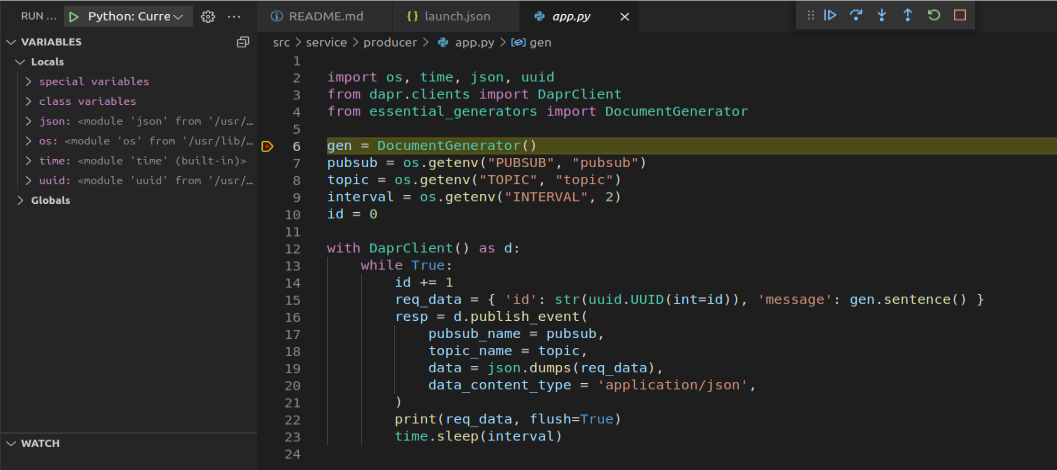 RUN ... Python: Curre ...
README.md
launch.json
app.py
VARIABLES
Locals
special variables
class variables
json: <module 'json' from '/usr/...
os: <module 'os' from '/usr/lib/...
time: <module 'time' (built-in)>
uuid: <module 'uuid' from '/usr/...
Globals
WATCH
src > service > producer > app.py > gen
1
2 import os, time, json, uuid
3 from dapr.clients import DaprClient
4 from essential_generators import DocumentGenerator
5
6 gen = DocumentGenerator()
7 pubsub = os.getenv("PUBSUB", "pubsub")
8 topic = os.getenv("TOPIC", "topic")
9 interval = os.getenv("INTERVAL", 2)
10 id = 0
11
12 with DaprClient() as d:
13     while True:
14         id += 1
15         req_data = { 'id': str(uuid.UUID(int=id)), 'message': gen.sentence() }
16         resp = d.publish_event(
17             pubsub_name = pubsub,
18             topic_name = topic,
19             data = json.dumps(req_data),
20             data_content_type = 'application/json',
21         )
22         print(req_data, flush=True)
23         time.sleep(interval)
24